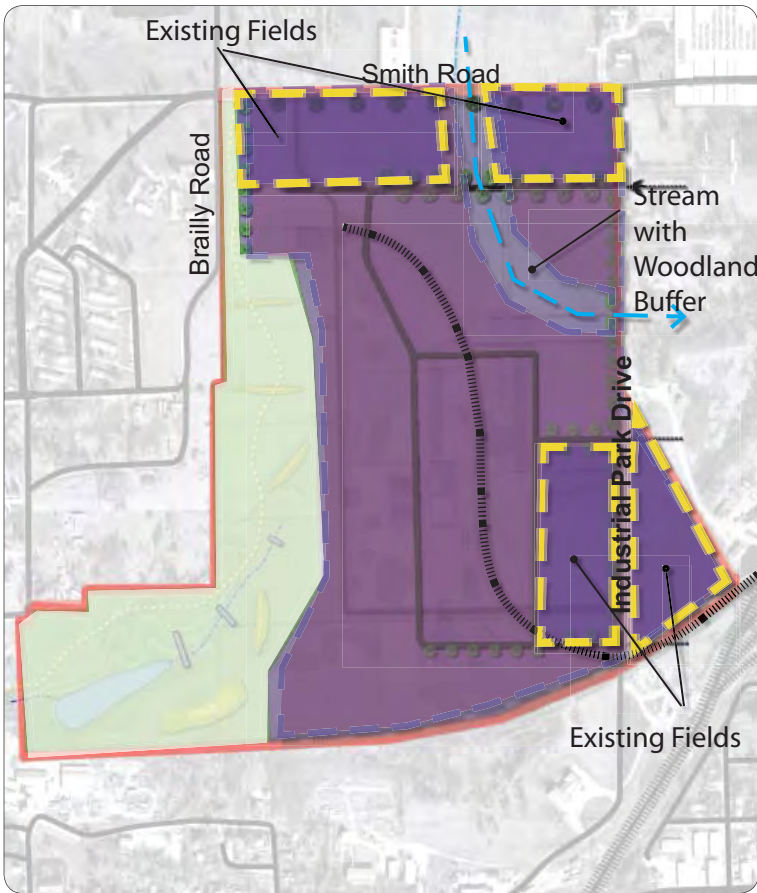 Existing Fields
Smith Road
Brailly Road
Stream
with
Woodland
Buffer
Industrial Park Drive
Existing Fields